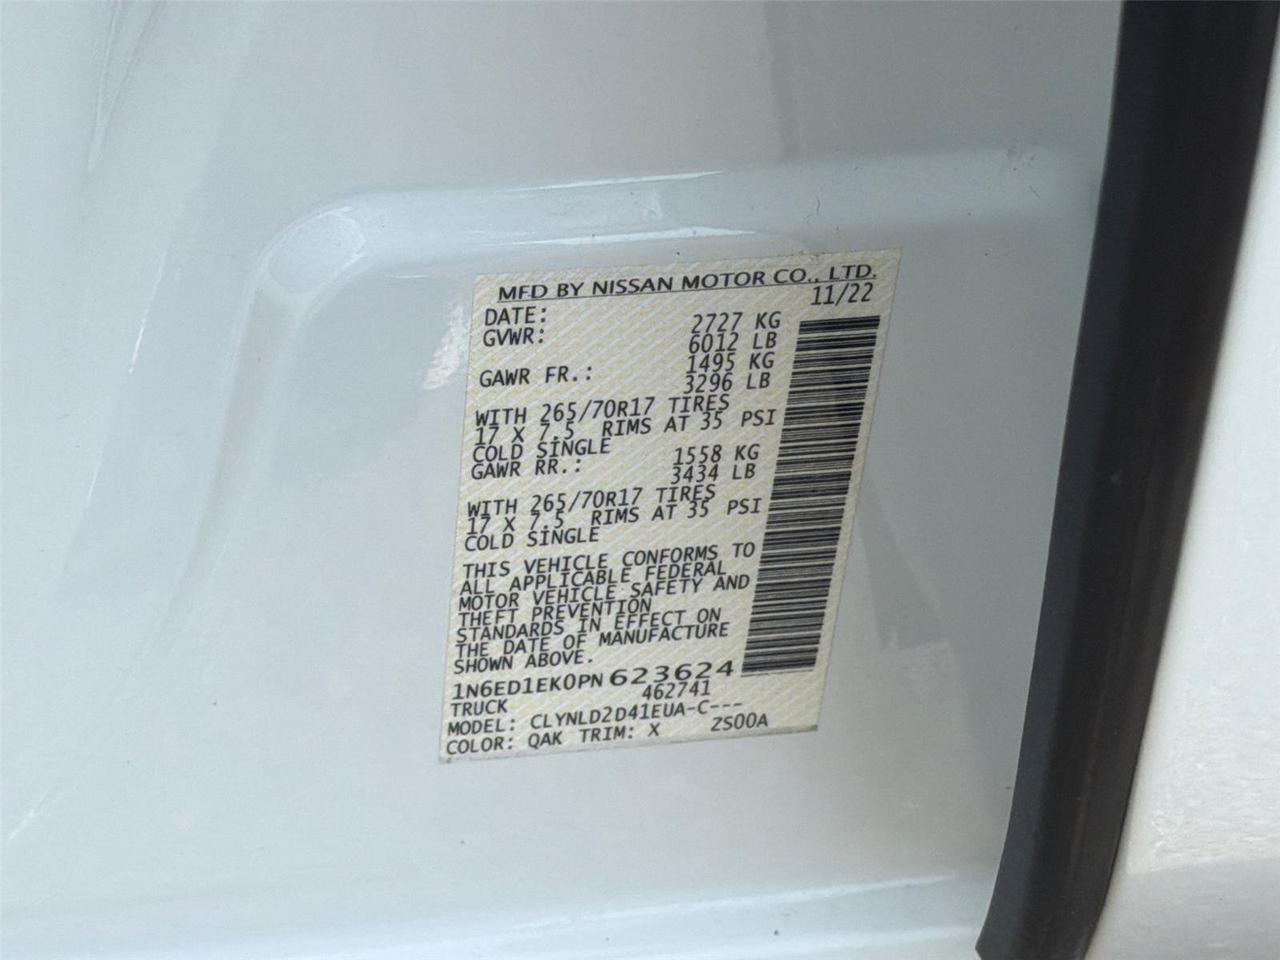 MFD BY NISSAN MOTOR CO., LTD.
DATE: 11/22
GVWR: 2727 KG
6012 LB
GAWR FR.: 1495 KG
3296 LB
WITH 265/70R17 TIRES
17 X 7.5 RIMS AT 35 PSI
COLD SINGLE
GAWR RR.: 1558 KG
3434 LB
WITH 265/70R17 TIRES
17 X 7.5 RIMS AT 35 PSI
COLD SINGLE
THIS VEHICLE CONFORMS TO
ALL APPLICABLE FEDERAL
MOTOR VEHICLE SAFETY AND
THEFT PREVENTION
STANDARDS IN EFFECT ON
THE DATE OF MANUFACTURE
SHOWN ABOVE.
1N6ED1EK0PN623624
TRUCK 462741
MODEL: CLYNLD2D41EUA-C---
COLOR: QAK TRIM: X ZS00A